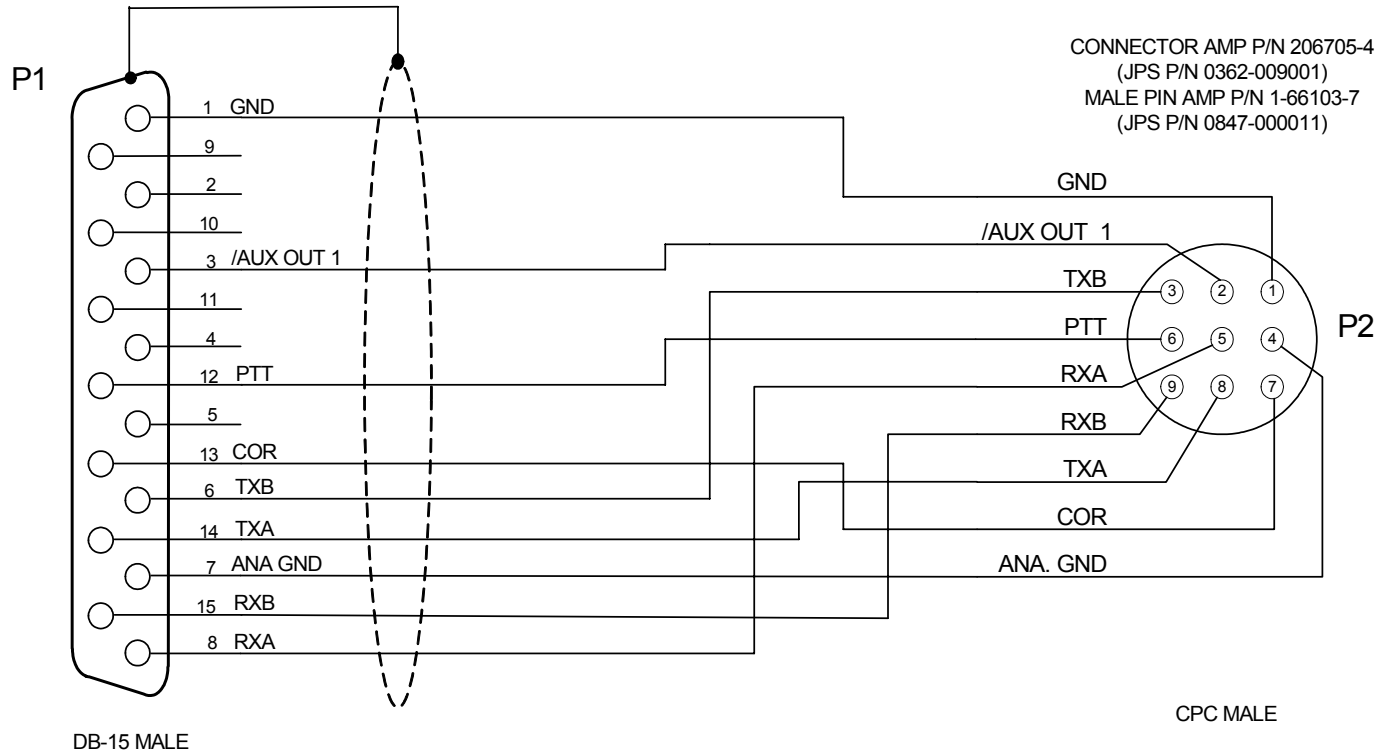 P1
CONNECTOR AMP P/N 206705-4
(JPS P/N 0362-009001)
MALE PIN AMP P/N 1-66103-7
(JPS P/N 0847-000011)
1 GND
9
2
10
3 /AUX OUT 1
11
4
12 PTT
5
13 COR
6 TXB
14 TXA
7 ANA GND
15 RXB
8 RXA
GND
/AUX OUT 1
TXB
PTT
RXA
RXB
TXA
COR
ANA. GND
3 2 1
6 5 4
9 8 7
P2
CPC MALE
DB-15 MALE